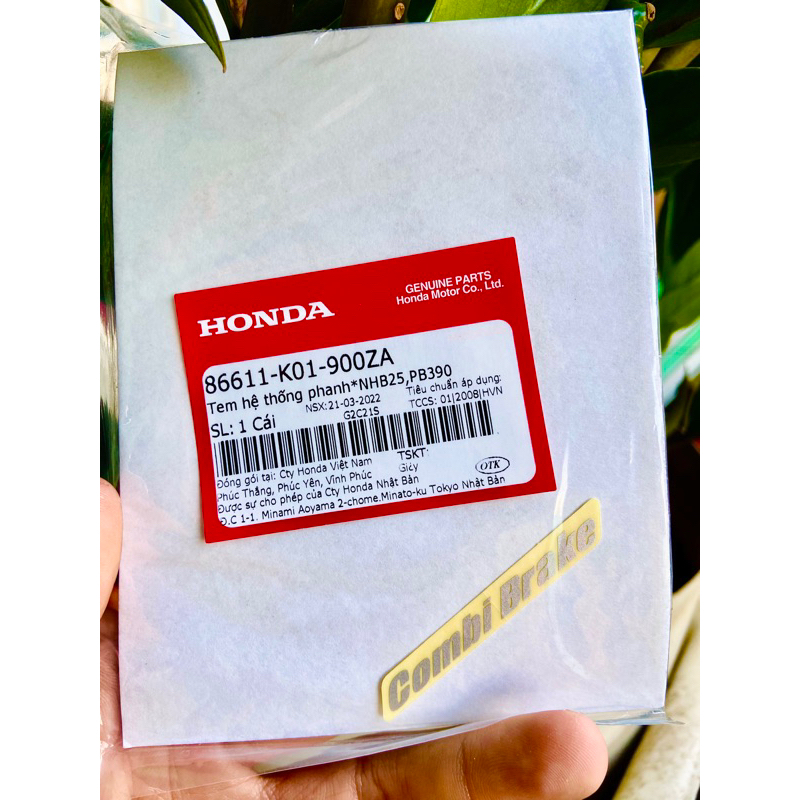 HONDA
GENUINE PARTS
Honda Motor Co., Ltd.
86611-K01-900ZA
Tem hệ thống phanh*NHB25,PB390
NSX:21-03-2022
Tiêu chuẩn áp dụng:
SL: 1 Cái
G2C21S
TCCS: 01|2008|HVN
Đóng gói tại: Cty Honda Việt Nam
TSKT:
Phúc Thắng, Phúc Yên, Vĩnh Phúc
Giấy
OTK
Được sự cho phép của Cty Honda Nhật Bản
Đ.C 1-1. Minami Aoyama 2-chome.Minato-ku Tokyo Nhật Bản
Combi Brake